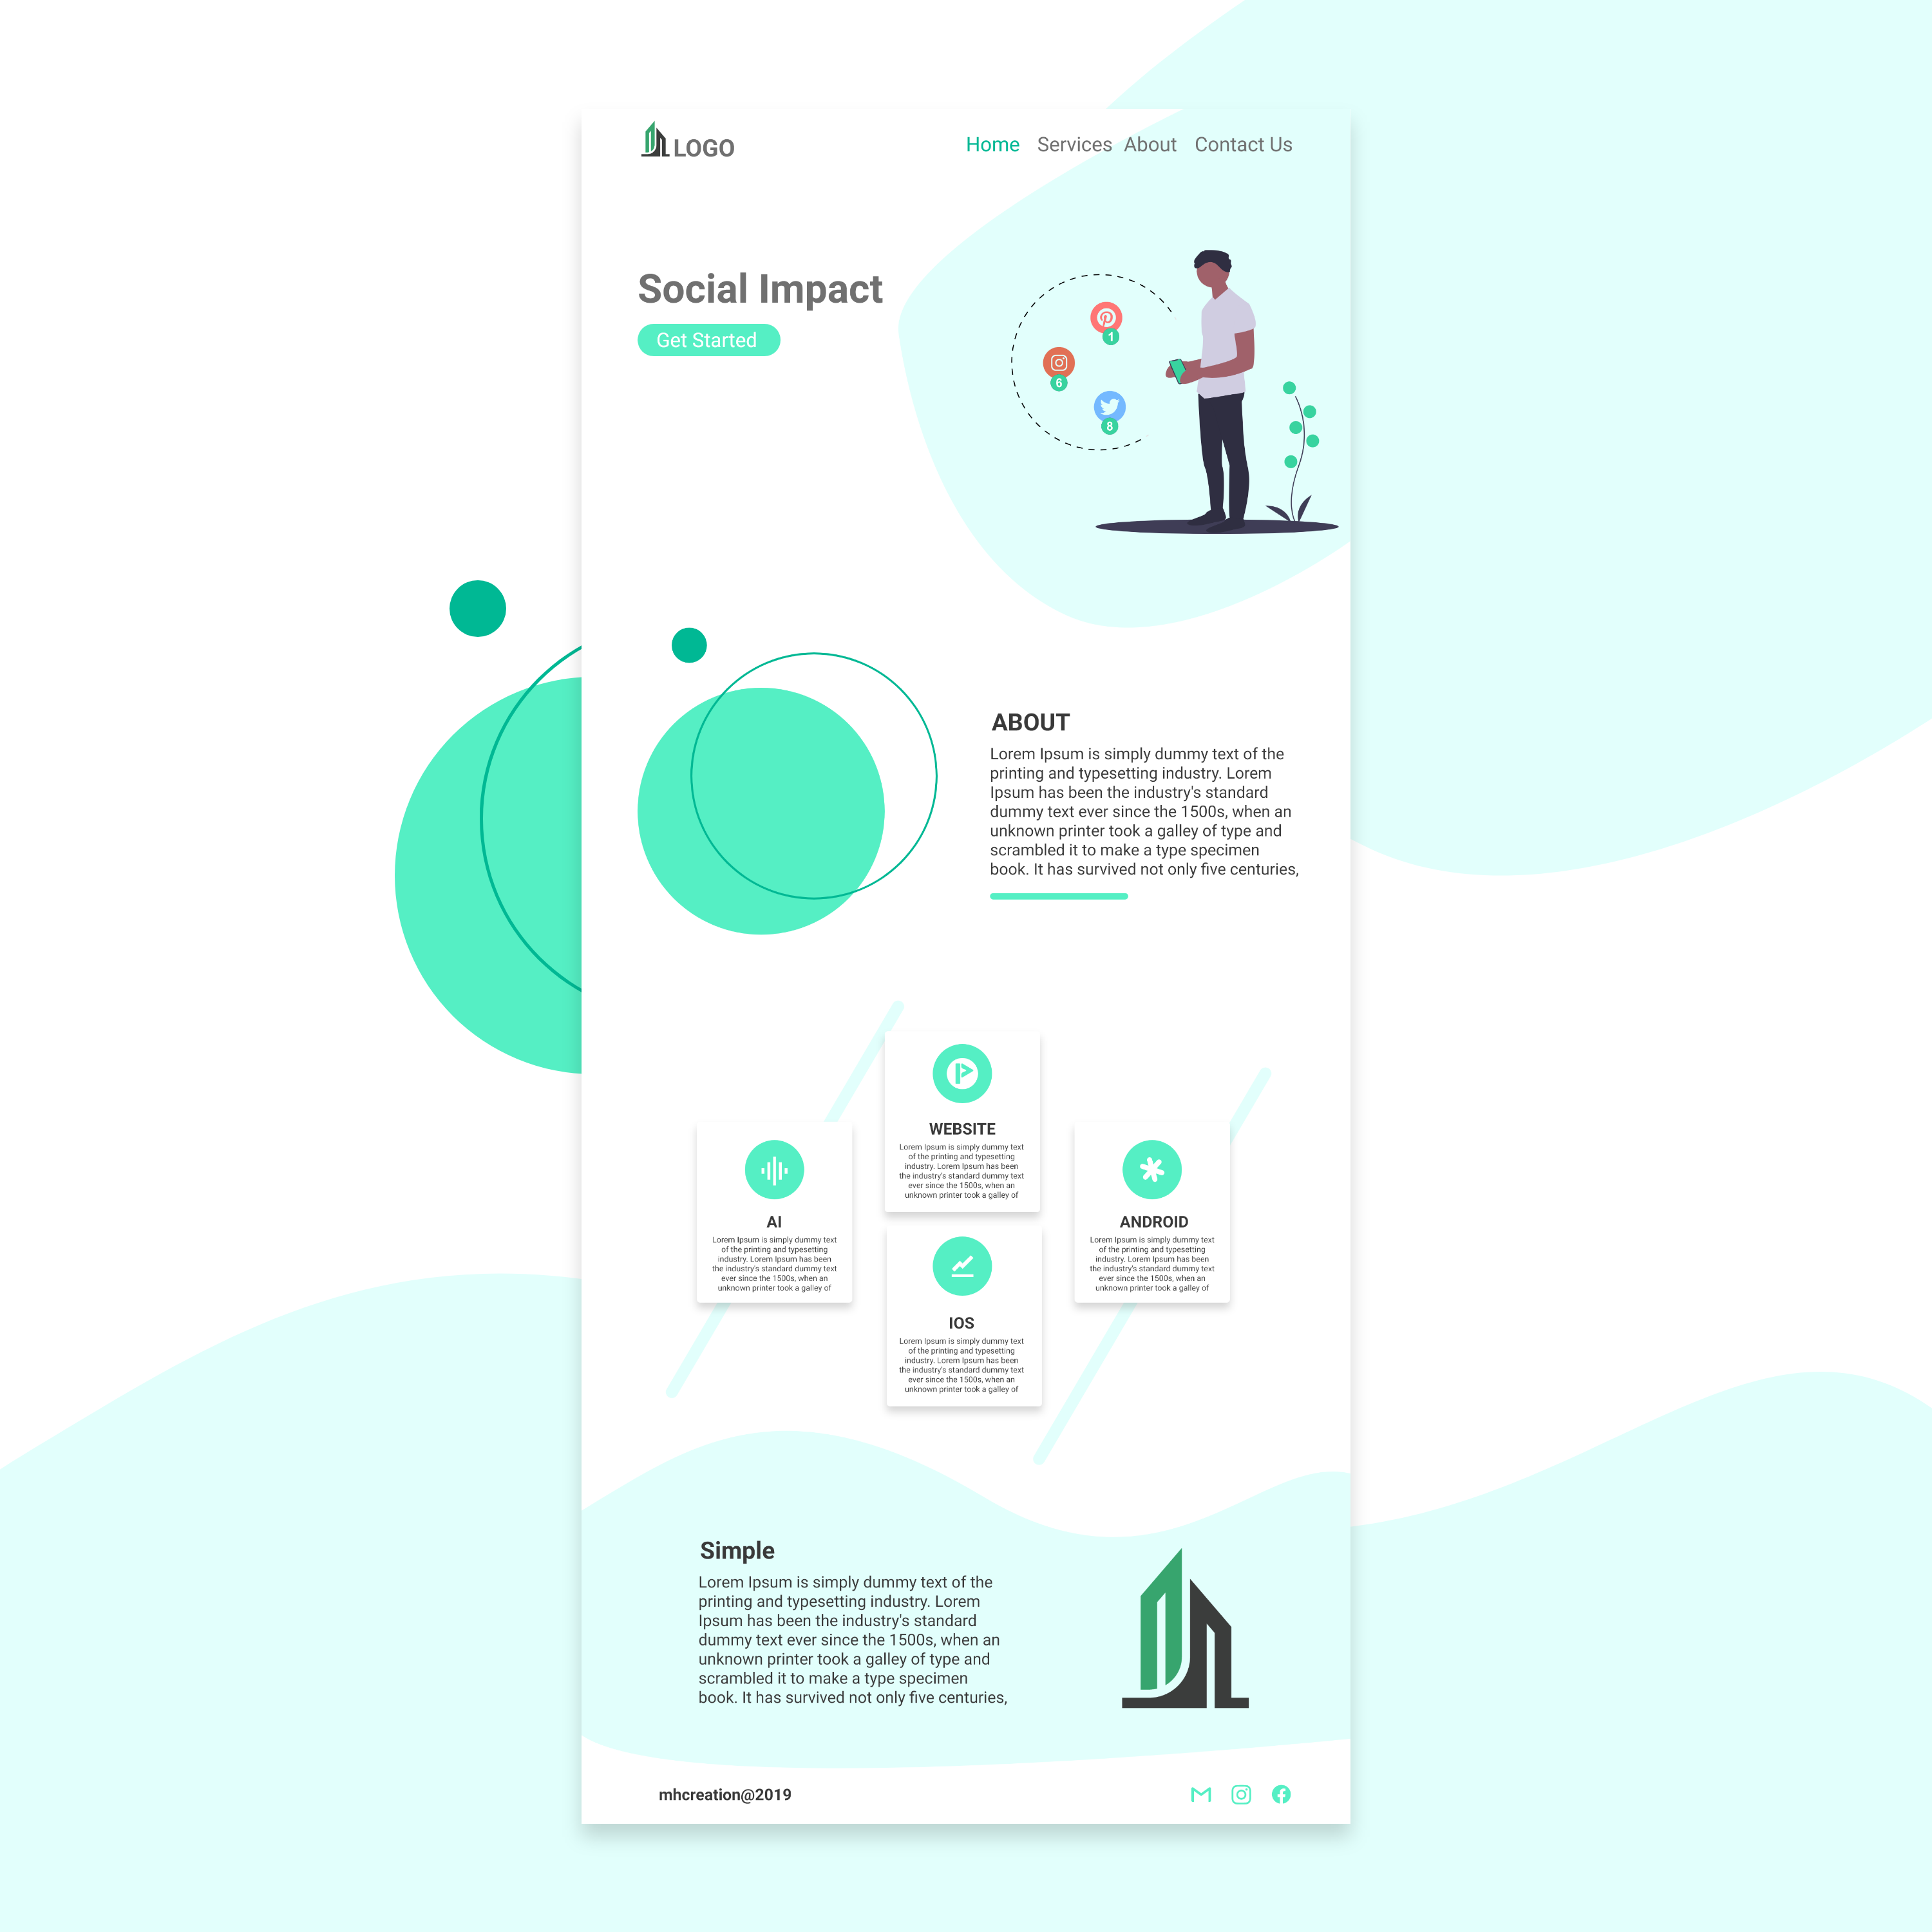 LOGO
Home Services About Contact Us
Social Impact
Get Started
1
6
8
ABOUT
Lorem Ipsum is simply dummy text of the
printing and typesetting industry. Lorem
Ipsum has been the industry's standard
dummy text ever since the 1500s, when an
unknown printer took a galley of type and
scrambled it to make a type specimen
book. It has survived not only five centuries,
WEBSITE
Lorem Ipsum is simply dummy text
of the printing and typesetting
industry. Lorem Ipsum has been
the industry's standard dummy text
ever since the 1500s, when an
unknown printer took a galley of
AI
Lorem Ipsum is simply dummy text
of the printing and typesetting
industry. Lorem Ipsum has been
the industry's standard dummy text
ever since the 1500s, when an
unknown printer took a galley of
ANDROID
Lorem Ipsum is simply dummy text
of the printing and typesetting
industry. Lorem Ipsum has been
the industry's standard dummy text
ever since the 1500s, when an
unknown printer took a galley of
IOS
Lorem Ipsum is simply dummy text
of the printing and typesetting
industry. Lorem Ipsum has been
the industry's standard dummy text
ever since the 1500s, when an
unknown printer took a galley of
Simple
Lorem Ipsum is simply dummy text of the
printing and typesetting industry. Lorem
Ipsum has been the industry's standard
dummy text ever since the 1500s, when an
unknown printer took a galley of type and
scrambled it to make a type specimen
book. It has survived not only five centuries,
mhcreation@2019